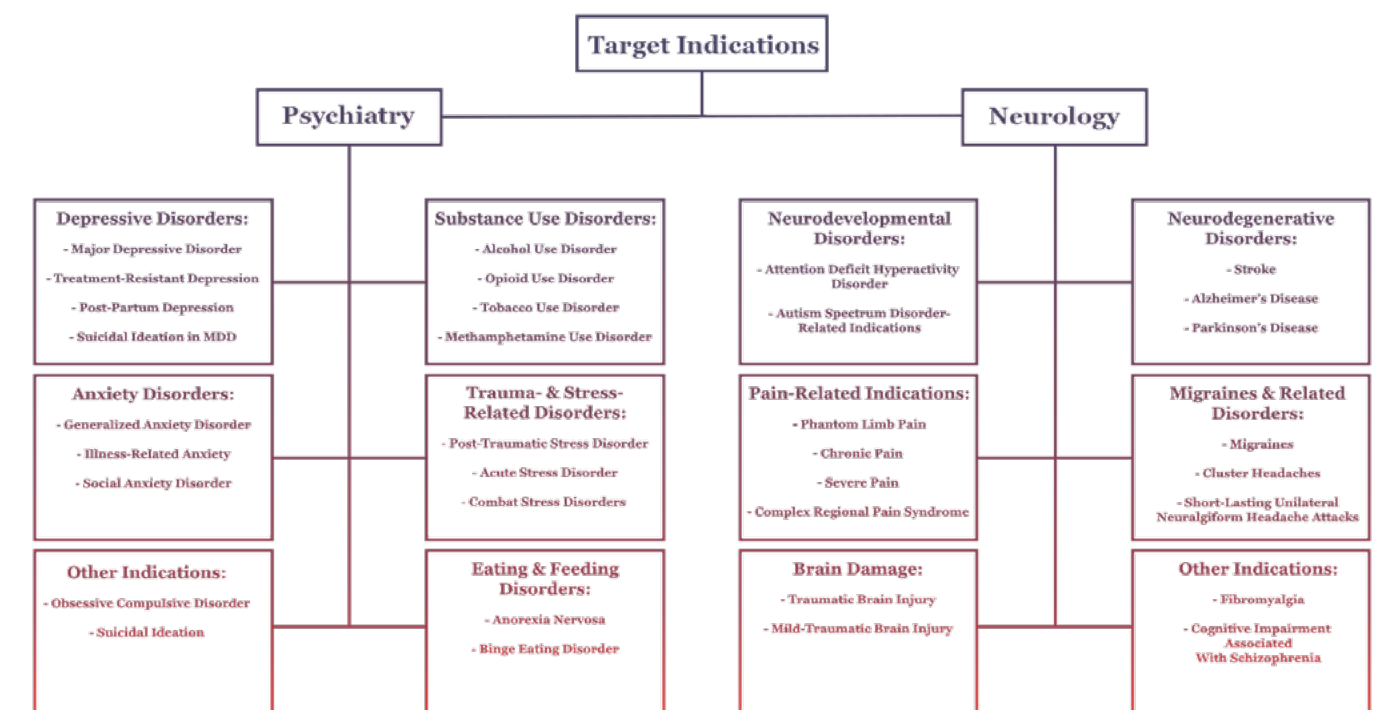 Target Indications
Psychiatry
Neurology
Depressive Disorders:
- Major Depressive Disorder
- Treatment-Resistant Depression
- Post-Partum Depression
- Suicidal Ideation in MDD
Substance Use Disorders:
- Alcohol Use Disorder
- Opioid Use Disorder
- Tobacco Use Disorder
- Methamphetamine Use Disorder
Neurodevelopmental
Disorders:
- Attention Deficit Hyperactivity
Disorder
- Autism Spectrum Disorder-
Related Indications
Neurodegenerative
Disorders:
- Stroke
- Alzheimer's Disease
- Parkinson's Disease
Anxiety Disorders:
- Generalized Anxiety Disorder
- Illness-Related Anxiety
- Social Anxiety Disorder
Trauma- & Stress-
Related Disorders:
- Post-Traumatic Stress Disorder
- Acute Stress Disorder
- Combat Stress Disorders
Pain-Related Indications:
- Phantom Limb Pain
- Chronic Pain
- Severe Pain
- Complex Regional Pain Syndrome
Migraines & Related
Disorders:
- Migraines
- Cluster Headaches
- Short-Lasting Unilateral
Neuralgiform Headache Attacks
Other Indications:
- Obsessive Compulsive Disorder
- Suicidal Ideation
Eating & Feeding
Disorders:
- Anorexia Nervosa
- Binge Eating Disorder
Brain Damage:
- Traumatic Brain Injury
- Mild-Traumatic Brain Injury
Other Indications:
- Fibromyalgia
- Cognitive Impairment
Associated
With Schizophrenia